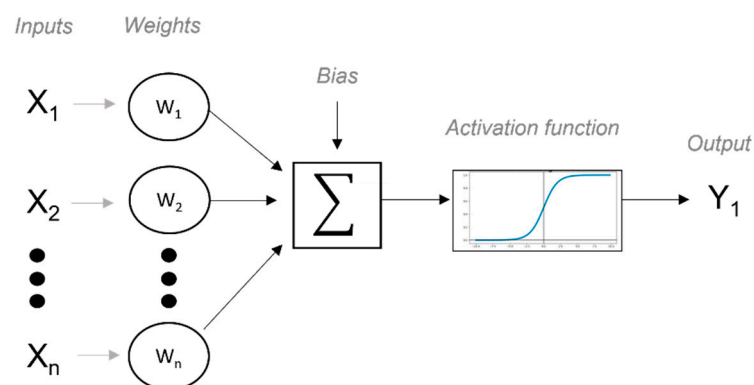 Inputs
Weights
Bias
Activation function
Output
X1
W1
X2
W2
∑
Y1
Xn
Wn